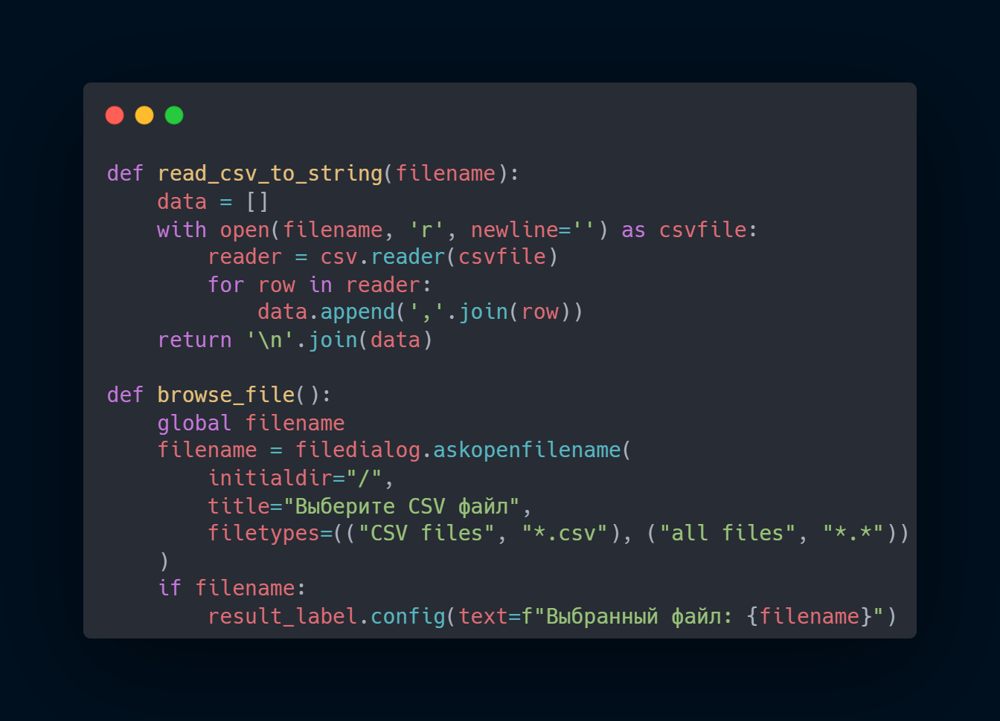 def read_csv_to_string(filename):
    data = []
    with open(filename, 'r', newline='') as csvfile:
        reader = csv.reader(csvfile)
        for row in reader:
            data.append(','.join(row))
    return '\n'.join(data)

def browse_file():
    global filename
    filename = filedialog.askopenfilename(
        initialdir="/",
        title="Выберите CSV файл",
        filetypes=(("CSV files", "*.csv"), ("all files", "*.*"))
    )
    if filename:
        result_label.config(text=f"Выбранный файл: {filename}")